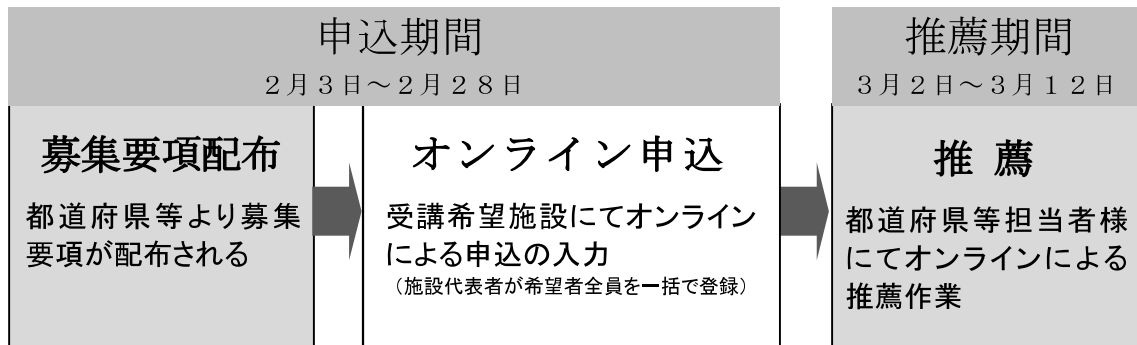 申込期間
２月３日～２月２８日
募集要項配布
都道府県等より募集
要項が配布される
オンライン申込
受講希望施設にてオンライン
による申込の入力
（施設代表者が希望者全員を一括で登録）
推薦期間
３月２日～３月１２日
推 薦
都道府県等担当者様
にてオンラインによる
推薦作業